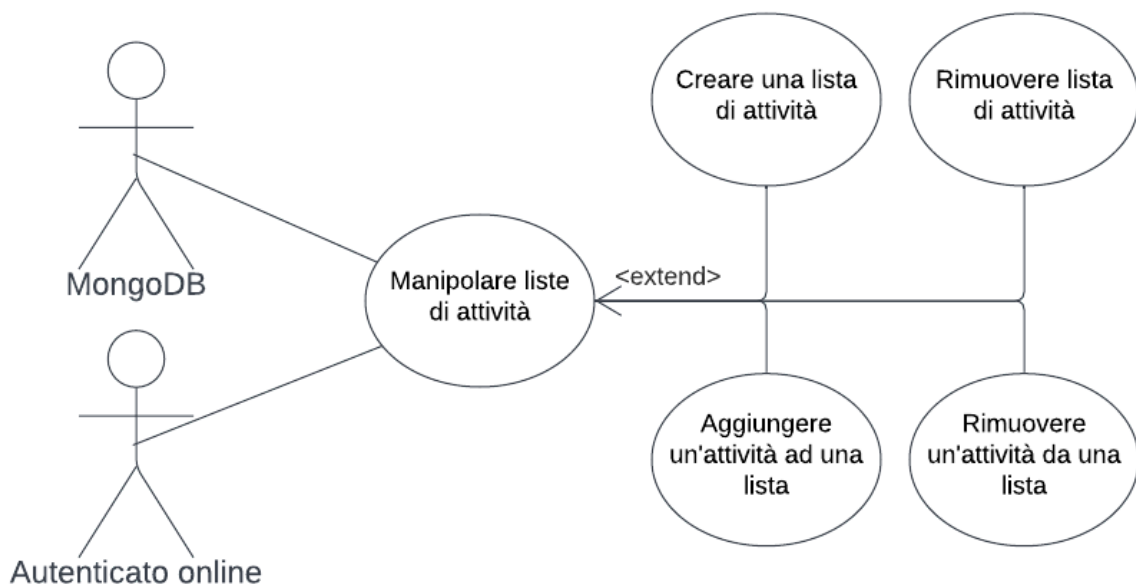 Creare una lista
di attività
Rimuovere lista
di attività
MongoDB
Manipolare liste
di attività
<extend>
Autenticato online
Aggiungere
un'attività ad una
lista
Rimuovere
un'attività da una
lista